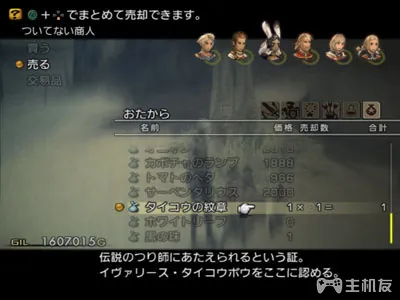 でまとめて売却できます。
ついてない商人
買う
売る
交易品
おたから
名前 価格 売却数 合計
カボチャのランプ
トマトのヘタ 966
サーペンタリウス
タイコウの紋章 1 × 1 = 1
ホワイトリーフ 0
黒の珠 1
GIL 1607015G
伝説のつり師にあたえられるという証。
イヴァリース・タイコウボウをここに認める。
主机友